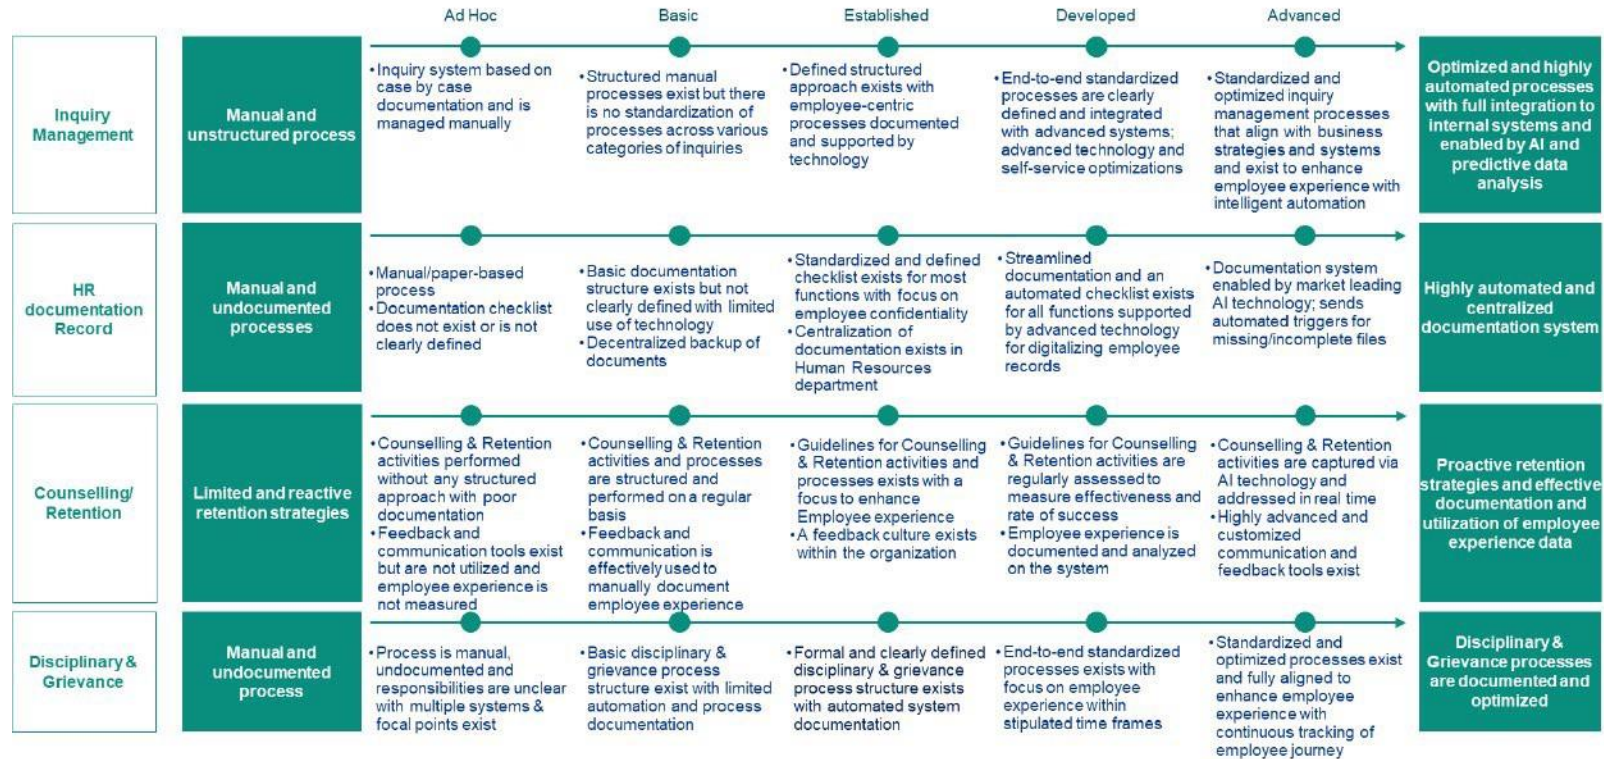 Ad Hoc
Basic
Established
Developed
Advanced
Inquiry
Management
Manual and
unstructured process
•Inquiry system based on
case by case
documentation and is
managed manually
•Structured manual
processes exist but there
is no standardization of
processes across various
categories of inquiries
•Defined structured
approach exists with
employee-centric
processes documented
and supported by
technology
•End-to-end standardized
processes are clearly
defined and integrated
with advanced systems;
advanced technology and
self-service optimizations
•Standardized and
optimized inquiry
management processes
that align with business
strategies and systems
and exist to enhance
employee experience with
intelligent automation
Optimized and highly
automated processes
with full integration to
internal systems and
enabled by AI and
predictive data
analysis
HR
documentation
Record
Manual and
undocumented
processes
•Manual/paper-based
process
•Documentation checklist
does not exist or is not
clearly defined
•Basic documentation
structure exists but not
clearly defined with limited
use of technology
•Decentralized backup of
documents
•Standardized and defined
checklist exists for most
functions with focus on
employee confidentiality
•Centralization of
documentation exists in
Human Resources
department
•Streamlined
documentation and an
automated checklist exists
for all functions supported
by advanced technology
for digitalizing employee
records
•Documentation system
enabled by market leading
AI technology; sends
automated triggers for
missing/incomplete files
Highly automated and
centralized
documentation system
Counselling/
Retention
Limited and reactive
retention strategies
•Counselling & Retention
activities performed
without any structured
approach with poor
documentation
•Feedback and
communication tools exist
but are not utilized and
employee experience is
not measured
•Counselling & Retention
activities and processes
are structured and
performed on a regular
basis
•Feedback and
communication is
effectively used to
manually document
employee experience
•Guidelines for Counselling
& Retention activities and
processes exists with a
focus to enhance
Employee experience
•A feedback culture exists
within the organization
•Guidelines for Counselling
& Retention activities are
regularly assessed to
measure effectiveness and
rate of success
•Employee experience is
documented and analyzed
on the system
•Counselling & Retention
activities are captured via
AI technology and
addressed in real time
•Highly advanced and
customized
communication and
feedback tools exist
Proactive retention
strategies and effective
documentation and
utilization of employee
experience data
Disciplinary &
Grievance
Manual and
undocumented
process
•Process is manual,
undocumented and
responsibilities are unclear
with multiple systems &
focal points exist
•Basic disciplinary &
grievance process
structure exist with limited
automation and process
documentation
•Formal and clearly defined
disciplinary & grievance
process structure exists
with automated system
documentation
•End-to-end standardized
processes exists with
focus on employee
experience within
stipulated time frames
•Standardized and
optimized processes exist
and fully aligned to
enhance employee
experience with
continuous tracking of
employee journey
Disciplinary &
Grievance processes
are documented and
optimized